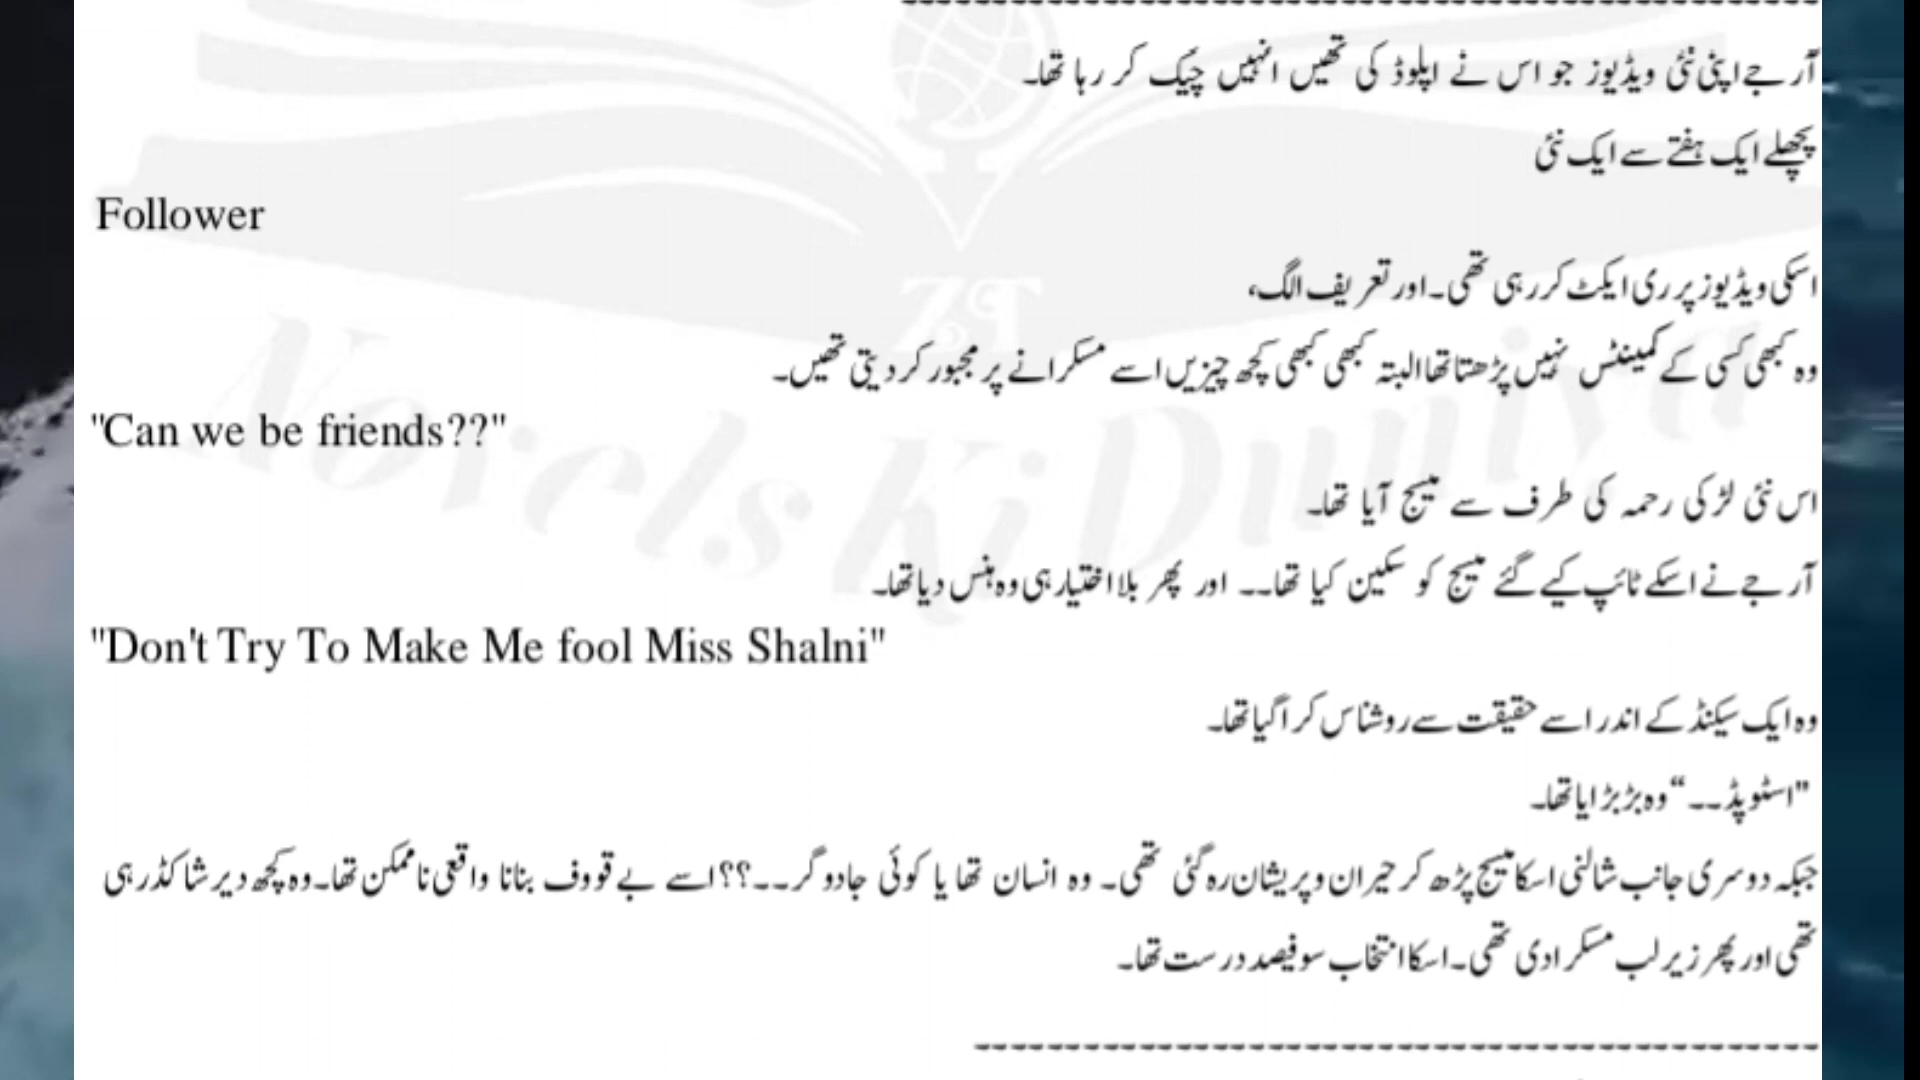 آر جے اپنی نئی ویڈیوز جو اس نے اپلوڈ کی تھیں انہیں چیک کر رہا تھا۔
پچھلے ایک ہفتے سے ایک نئی
Follower
اسکی ویڈیوز پر ری ایکٹ کر رہی تھی۔ اور تعریف الگ،
وہ کبھی کسی کے کمینٹس نہیں پڑھتا تھا البتہ کبھی کبھی کچھ چیزیں اسے مسکرانے پر مجبور کر دیتی تھیں۔
"Can we be friends??"
اس نئی لڑکی رحمہ کی طرف سے میسج آیا تھا۔
آر جے نے اسکے ٹائپ کیے گئے میسج کو سکین کیا تھا۔۔ اور پھر بلا اختیار ہی وہ ہنس دیا تھا۔
"Don't Try To Make Me fool Miss Shalni"
وہ ایک سیکنڈ کے اندر اسے حقیقت سے روشناس کرا گیا تھا۔
"اسٹوپڈ۔۔“ وہ بڑبڑایا تھا۔
جبکہ دوسری جانب شالنی اسکا میسج پڑھ کر حیران و پریشان رہ گئی تھی۔ وہ انسان تھا یا کوئی جادوگر۔۔؟؟ اسے بے قووف بنانا واقعی ناممکن تھا۔ وہ کچھ دیر شاکڈ رہی
تھی اور پھر زیر لب مسکرا دی تھی۔ اسکا انتخاب سو فیصد درست تھا۔
ZT
Novels Ki Duniya